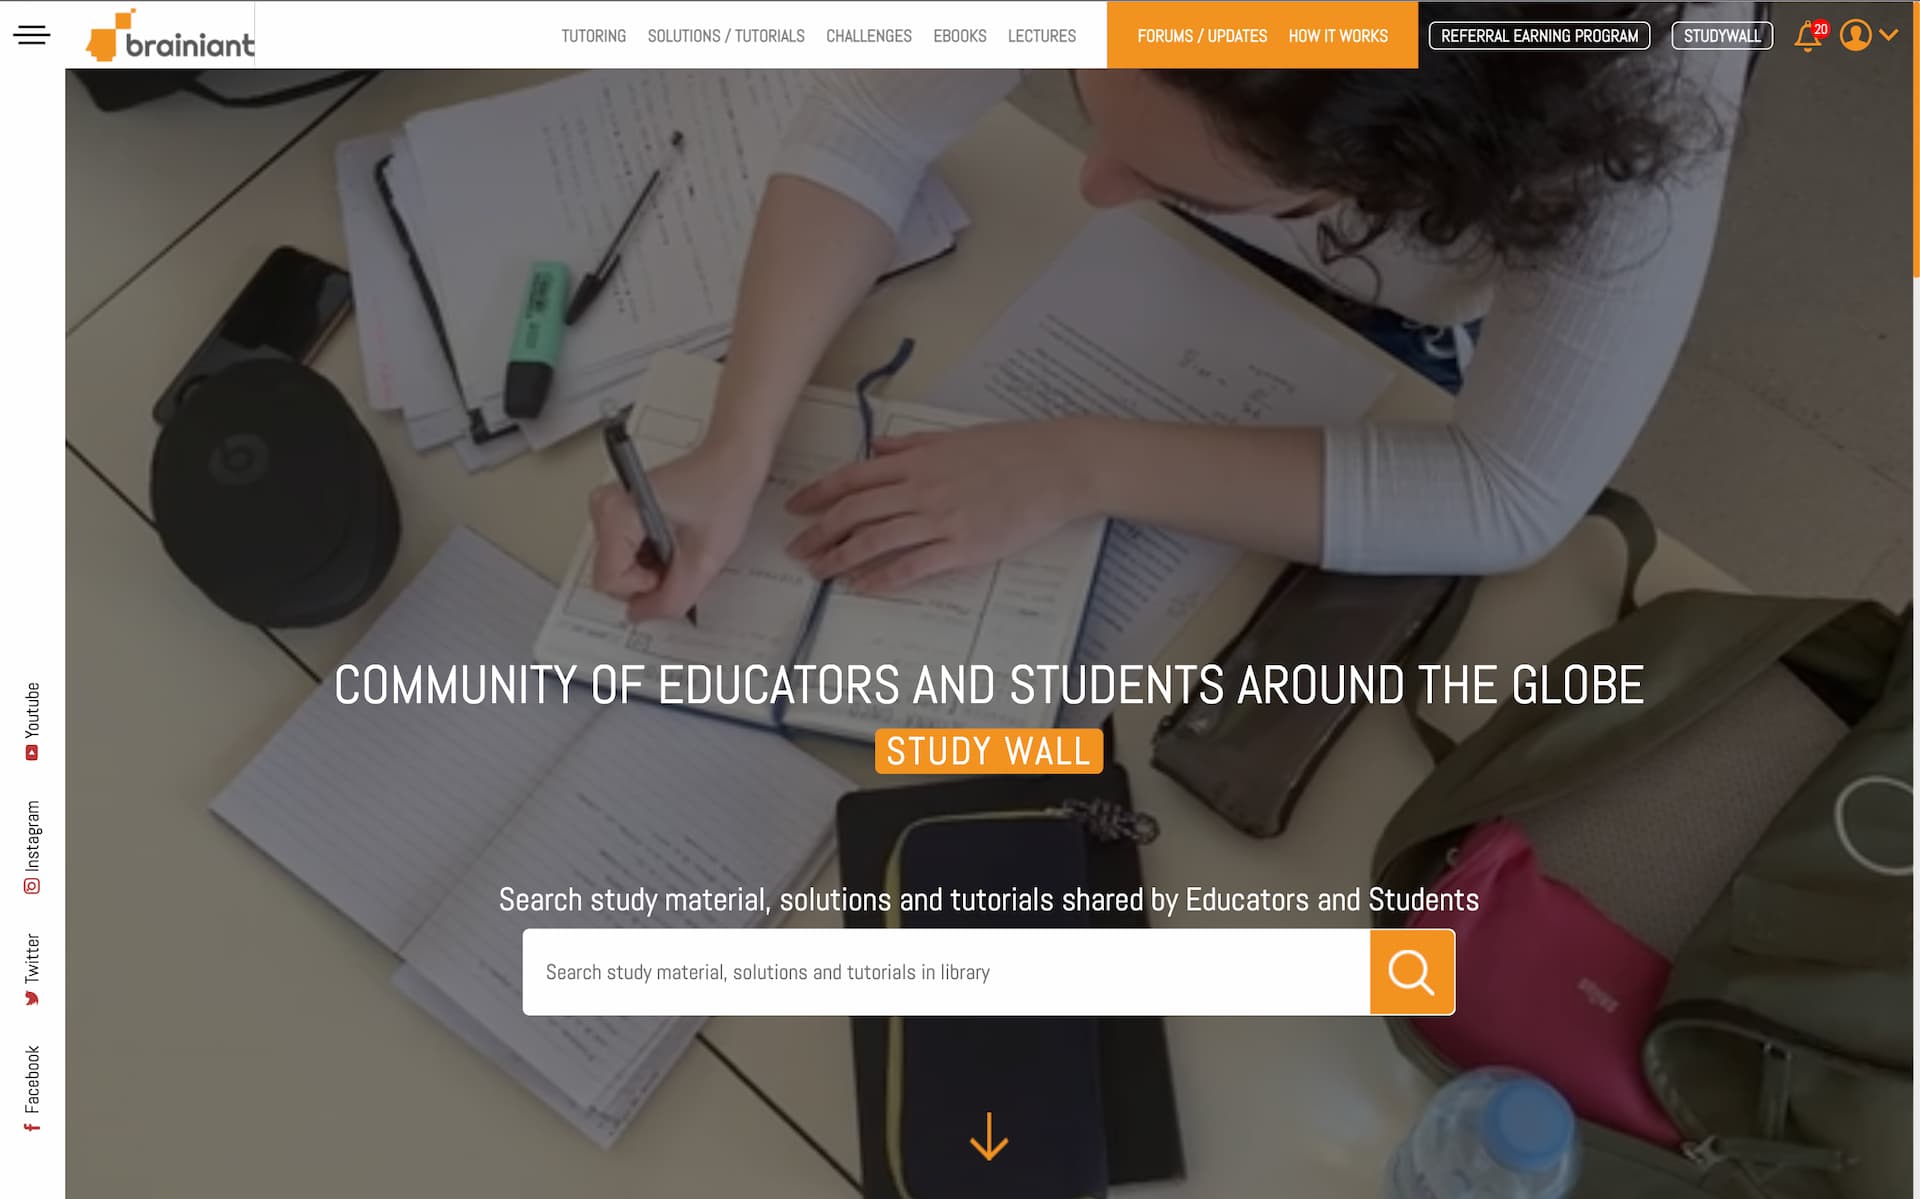 brainiant
TUTORING SOLUTIONS / TUTORIALS CHALLENGES EBOOKS LECTURES FORUMS / UPDATES HOW IT WORKS REFERRAL EARNING PROGRAM STUDYWALL 20
COMMUNITY OF EDUCATORS AND STUDENTS AROUND THE GLOBE
STUDY WALL
Search study material, solutions and tutorials shared by Educators and Students
Search study material, solutions and tutorials in library
Youtube
Instagram
Twitter
Facebook